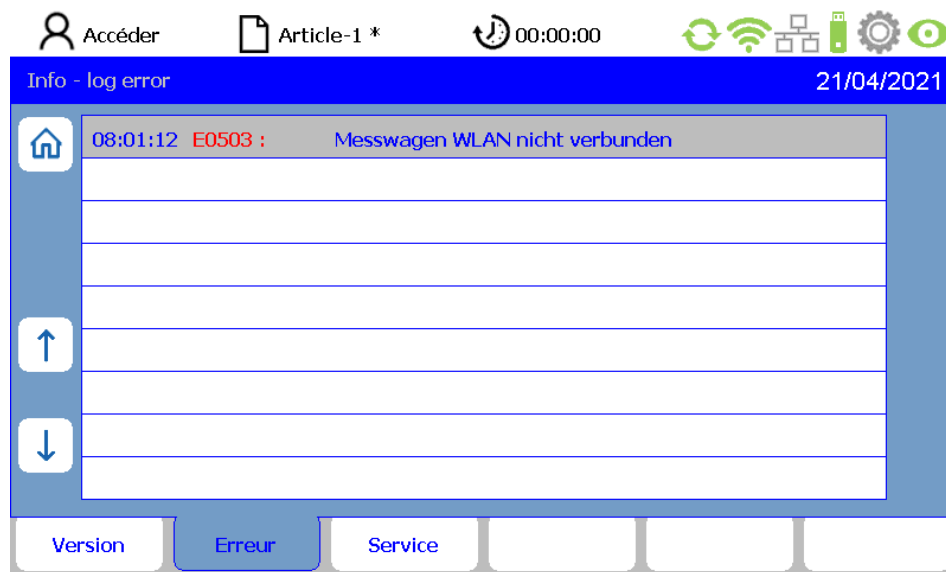 Accéder Article-1 * 00:00:00
Info - log error 21/04/2021
08:01:12 E0503 : Messwagen WLAN nicht verbunden
Version Erreur Service